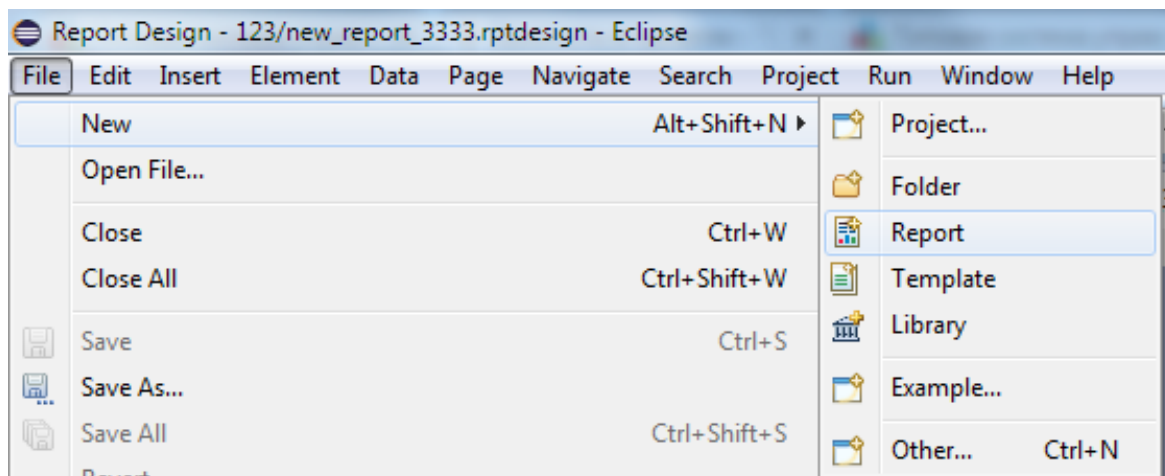 Report Design - 123/new_report_3333.rptdesign - Eclipse
File Edit Insert Element Data Page Navigate Search Project Run Window Help
New Alt+Shift+N
Project...
Open File...
Folder
Close Ctrl+W
Report
Close All Ctrl+Shift+W
Template
Library
Save Ctrl+S
Save As...
Example...
Save All Ctrl+Shift+S
Other... Ctrl+N